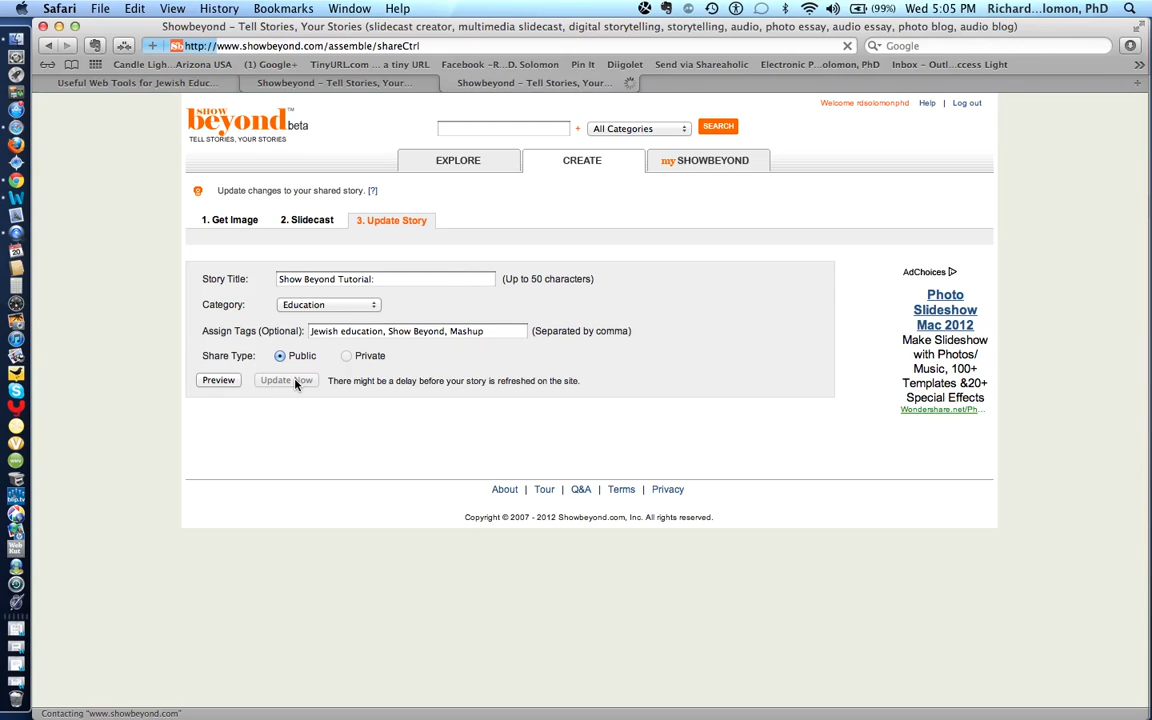 Safari File Edit View History Bookmarks Window Help (99%) Wed 5:05 PM Richard...lomon, PhD
Showbeyond – Tell Stories, Your Stories (slidecast creator, multimedia slidecast, digital storytelling, storytelling, audio, photo essay, audio essay, photo blog, audio blog)
http://www.showbeyond.com/assemble/shareCtrl Google
Candle Ligh...Arizona USA (1) Google+ TinyURL.com ... a tiny URL Facebook –R...D. Solomon Pin It Diigolet Send via Shareaholic Electronic P...olomon, PhD Inbox – Outl...ccess Light
Useful Web Tools for Jewish Educ... Showbeyond – Tell Stories, Your... Showbeyond – Tell Stories, Your...
Welcome rdsolomonphd Help | Log out
show beyond™ beta
TELL STORIES, YOUR STORIES
+ All Categories SEARCH
EXPLORE CREATE my SHOWBEYOND
Update changes to your shared story. [?]
1. Get Image 2. Slidecast 3. Update Story
Story Title: Show Beyond Tutorial: (Up to 50 characters)
Category: Education
Assign Tags (Optional): Jewish education, Show Beyond, Mashup (Separated by comma)
Share Type: Public Private
Preview Update Now There might be a delay before your story is refreshed on the site.
AdChoices
Photo
Slideshow
Mac 2012
Make Slideshow
with Photos/
Music, 100+
Templates &20+
Special Effects
Wondershare.net/Ph...
About | Tour | Q&A | Terms | Privacy
Copyright © 2007 - 2012 Showbeyond.com, Inc. All rights reserved.
Contacting "www.showbeyond.com"